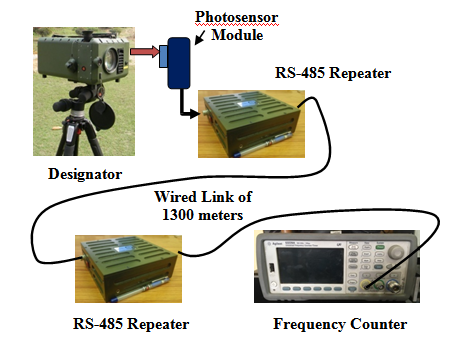 Photosensor
Module
RS-485 Repeater
Designator
Wired Link of
1300 meters
RS-485 Repeater
Frequency Counter